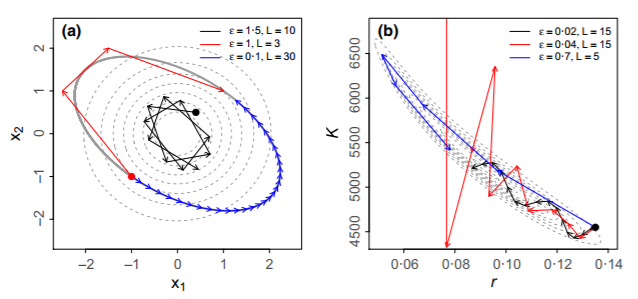 (a)
ε=1·5, L=10
ε=1, L=3
ε=0·1, L=30
x2
2
1
0
−1
−2
−2
−1
0
1
2
x1
(b)
ε=0·02, L=15
ε=0·04, L=15
ε=0·7, L=5
K
6500
6000
5500
5000
4500
0·06
0·08
0·10
0·12
0·14
r